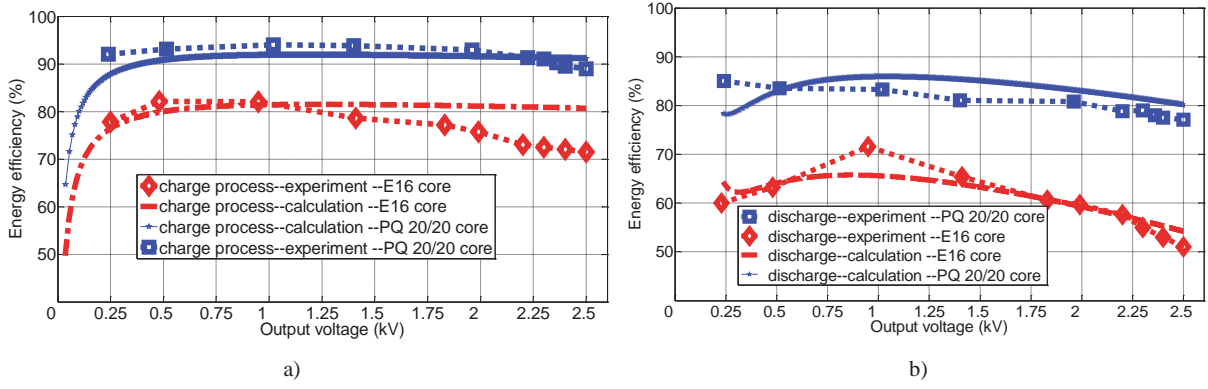 100
90
80
70
60
50
40
Energy efficiency (%)
charge process--experiment --E16 core
charge process--calculation --E16 core
charge process--calculation --PQ 20/20 core
charge process--experiment --PQ 20/20 core
0 0.25 0.5 0.75 1 1.25 1.5 1.75 2 2.25 2.5
Output voltage (kV)
a)
100
90
80
70
60
50
40
Energy efficiency (%)
discharge--experiment --PQ 20/20 core
discharge--experiment --E16 core
discharge--calculation --E16 core
discharge--calculation --PQ 20/20 core
0 0.25 0.5 0.75 1 1.25 1.5 1.75 2 2.25 2.5
Output voltage (kV)
b)